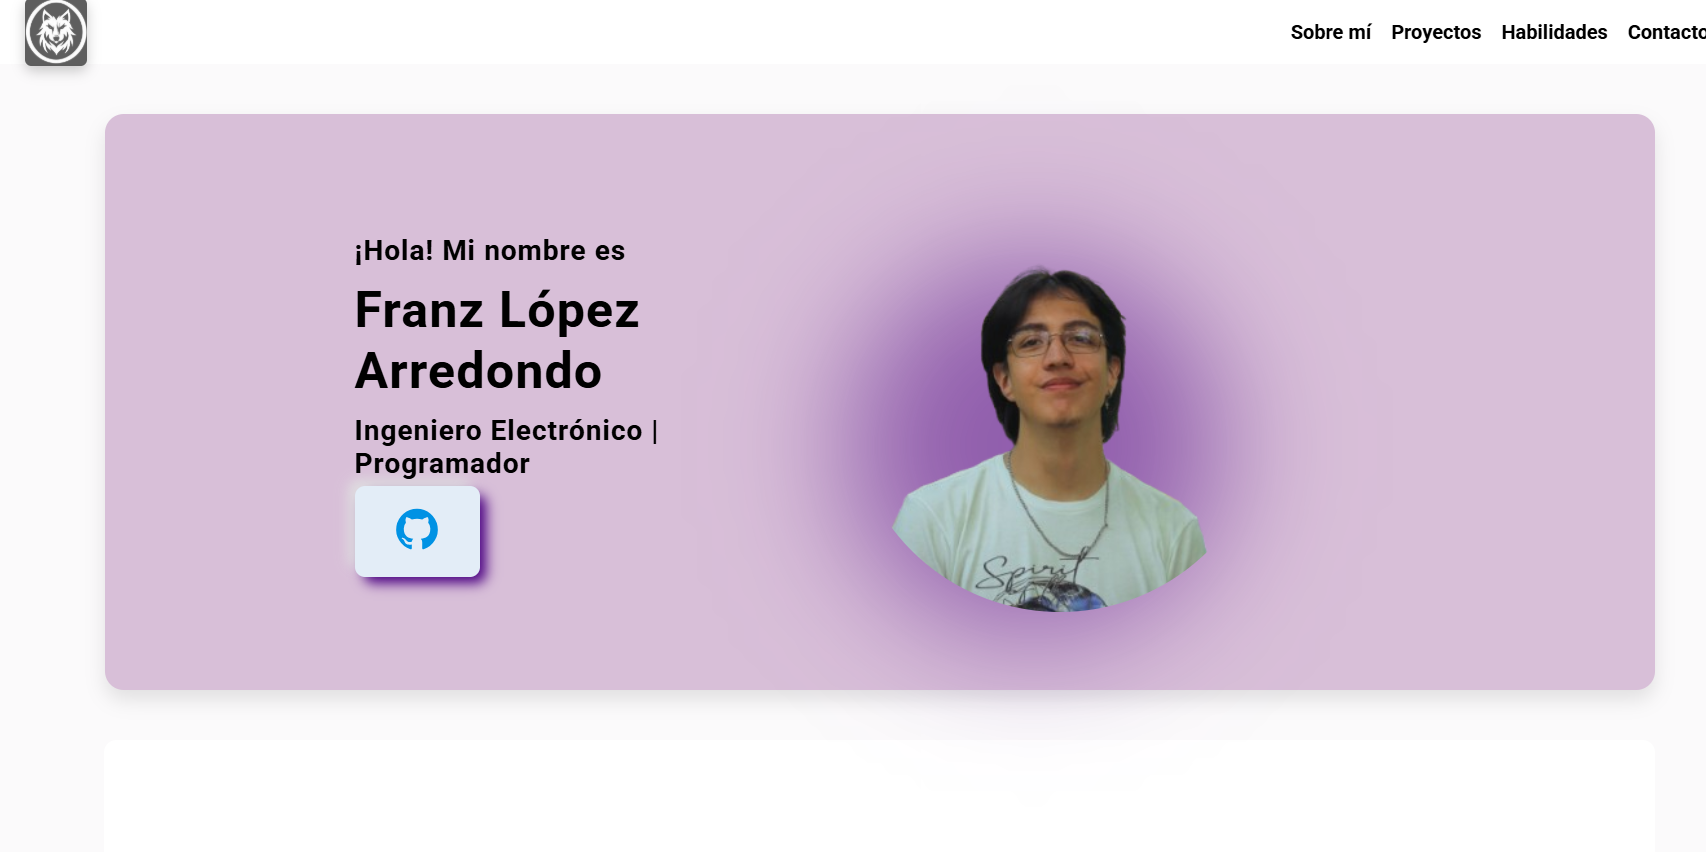 Sobre mí Proyectos Habilidades Contacto
¡Hola! Mi nombre es
Franz López
Arredondo
Ingeniero Electrónico |
Programador
Spirit